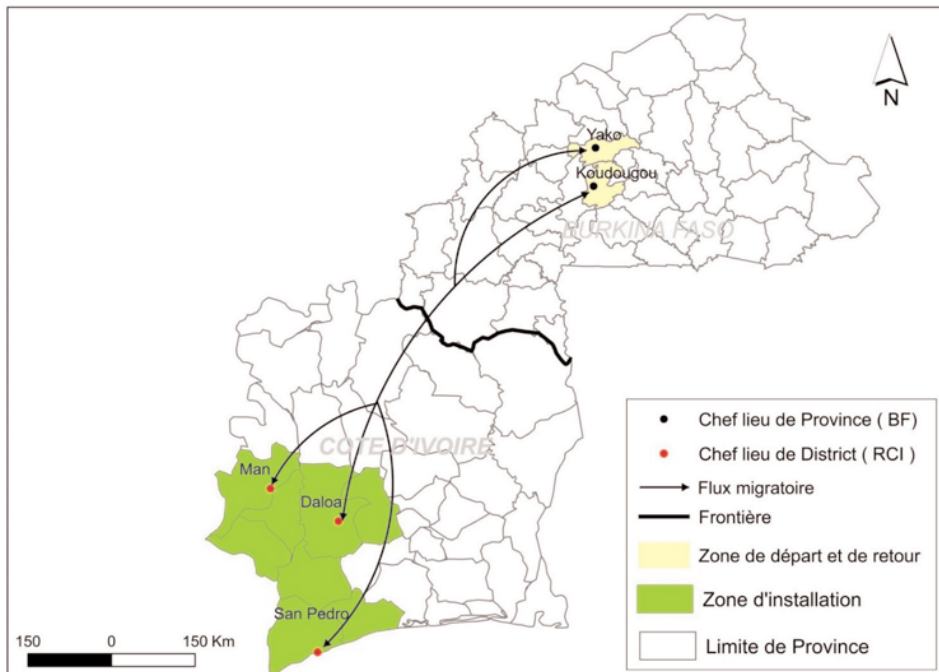 N
Yako
Koudougou
BURKINA FASO
COTE D'IVOIRE
Man
Daloa
San Pedro
150 0 150 Km
Chef lieu de Province ( BF)
Chef lieu de District ( RCI )
Flux migratoire
Frontière
Zone de départ et de retour
Zone d'installation
Limite de Province